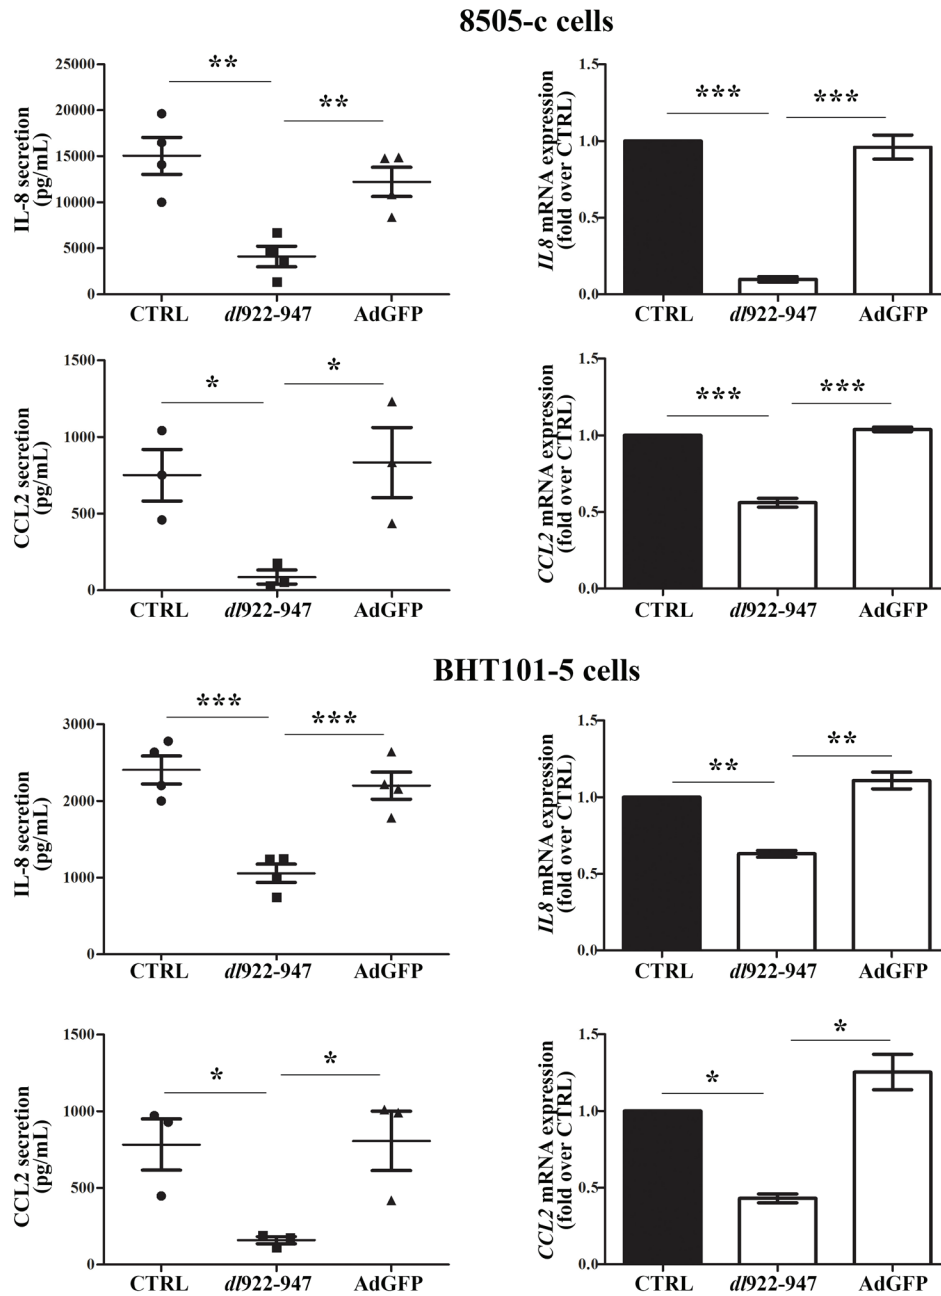 8505-c cells
IL-8 secretion
(pg/mL)
25000
20000
15000
10000
5000
0
**
**
CTRL
dl922-947
AdGFP
IL8 mRNA expression
(fold over CTRL)
1.5
1.0
0.5
0.0
***
***
CTRL
dl922-947
AdGFP
CCL2 secretion
(pg/mL)
1500
1000
500
0
*
*
CTRL
dl922-947
AdGFP
CCL2 mRNA expression
(fold over CTRL)
1.5
1.0
0.5
0.0
***
***
CTRL
dl922-947
AdGFP
BHT101-5 cells
IL-8 secretion
(pg/mL)
3000
2000
1000
0
***
***
CTRL
dl922-947
AdGFP
IL8 mRNA expression
(fold over CTRL)
1.5
1.0
0.5
0.0
**
**
CTRL
dl922-947
AdGFP
CCL2 secretion
(pg/mL)
1500
1000
500
0
*
*
CTRL
dl922-947
AdGFP
CCL2 mRNA expression
(fold over CTRL)
1.5
1.0
0.5
0.0
*
*
CTRL
dl922-947
AdGFP